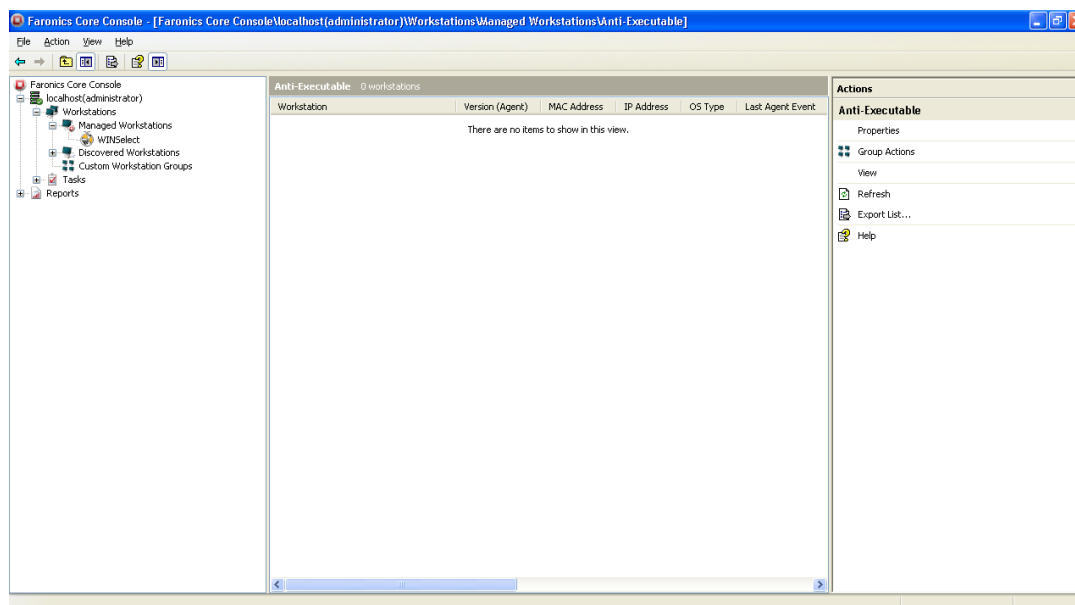 Faronics Core Console - [Faronics Core Console\localhost(administrator)\Workstations\Managed Workstations\Anti-Executable]
File Action View Help
Faronics Core Console
localhost(administrator)
Workstations
Managed Workstations
WINSelect
Discovered Workstations
Custom Workstation Groups
Tasks
Reports
Anti-Executable 0 workstations
Workstation Version (Agent) MAC Address IP Address OS Type Last Agent Event
There are no items to show in this view.
Actions
Anti-Executable
Properties
Group Actions
View
Refresh
Export List...
Help